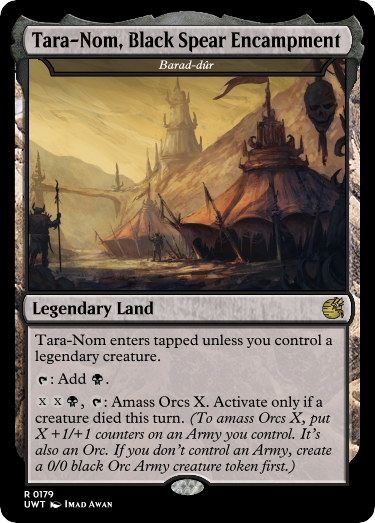 Tara-Nom, Black Spear Encampment
Barad-dûr
Legendary Land
Tara-Nom enters tapped unless you control a
legendary creature.
: Add .
X X , : Amass Orcs X. Activate only if a
creature died this turn. (To amass Orcs X, put
X +1/+1 counters on an Army you control. It's
also an Orc. If you don't control an Army, create
a 0/0 black Orc Army creature token first.)
R 0179
UWT Imad Awan